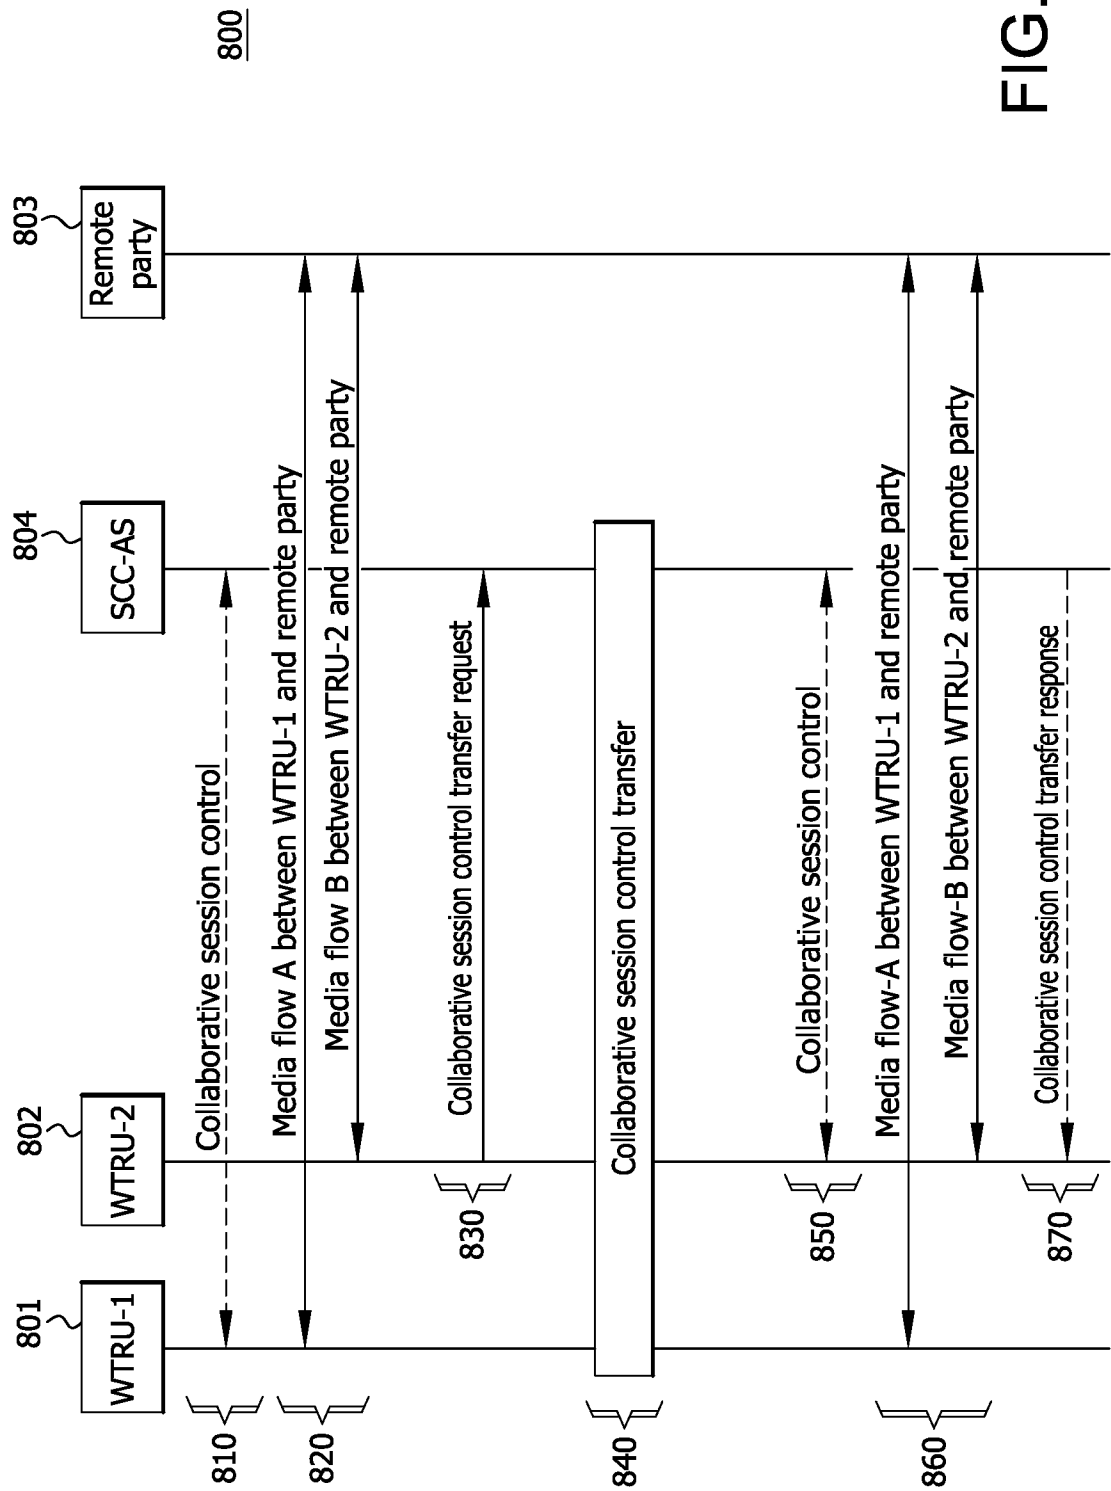 800
801
802
804
803
WTRU-1
WTRU-2
SCC-AS
Remote
party
810
Collaborative session control
820
Media flow A between WTRU-1 and remote party
Media flow B between WTRU-2 and remote party
830
Collaborative session control transfer request
840
Collaborative session control transfer
850
Collaborative session control
860
Media flow-A between WTRU-1 and remote party
Media flow-B between WTRU-2 and remote party
870
Collaborative session control transfer response
FIG.